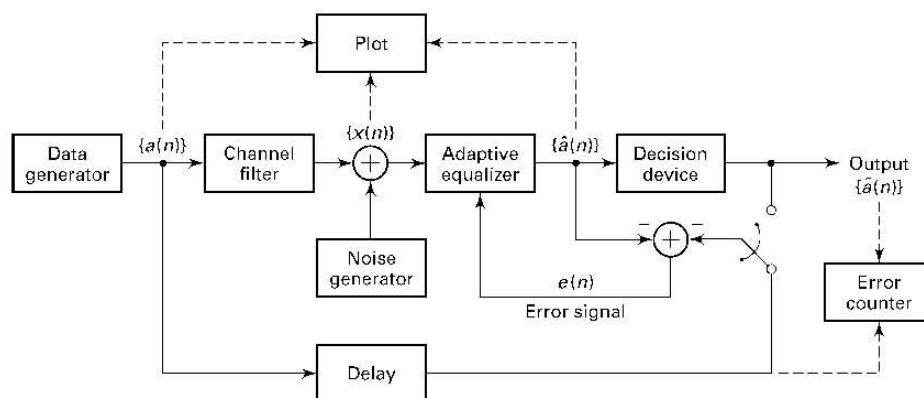 Plot
{a(n)}
{x(n)}
{â(n)}
Data
generator
Channel
filter
+
Adaptive
equalizer
Decision
device
Output
{ã(n)}
Noise
generator
− + −
e(n)
Error signal
Error
counter
Delay